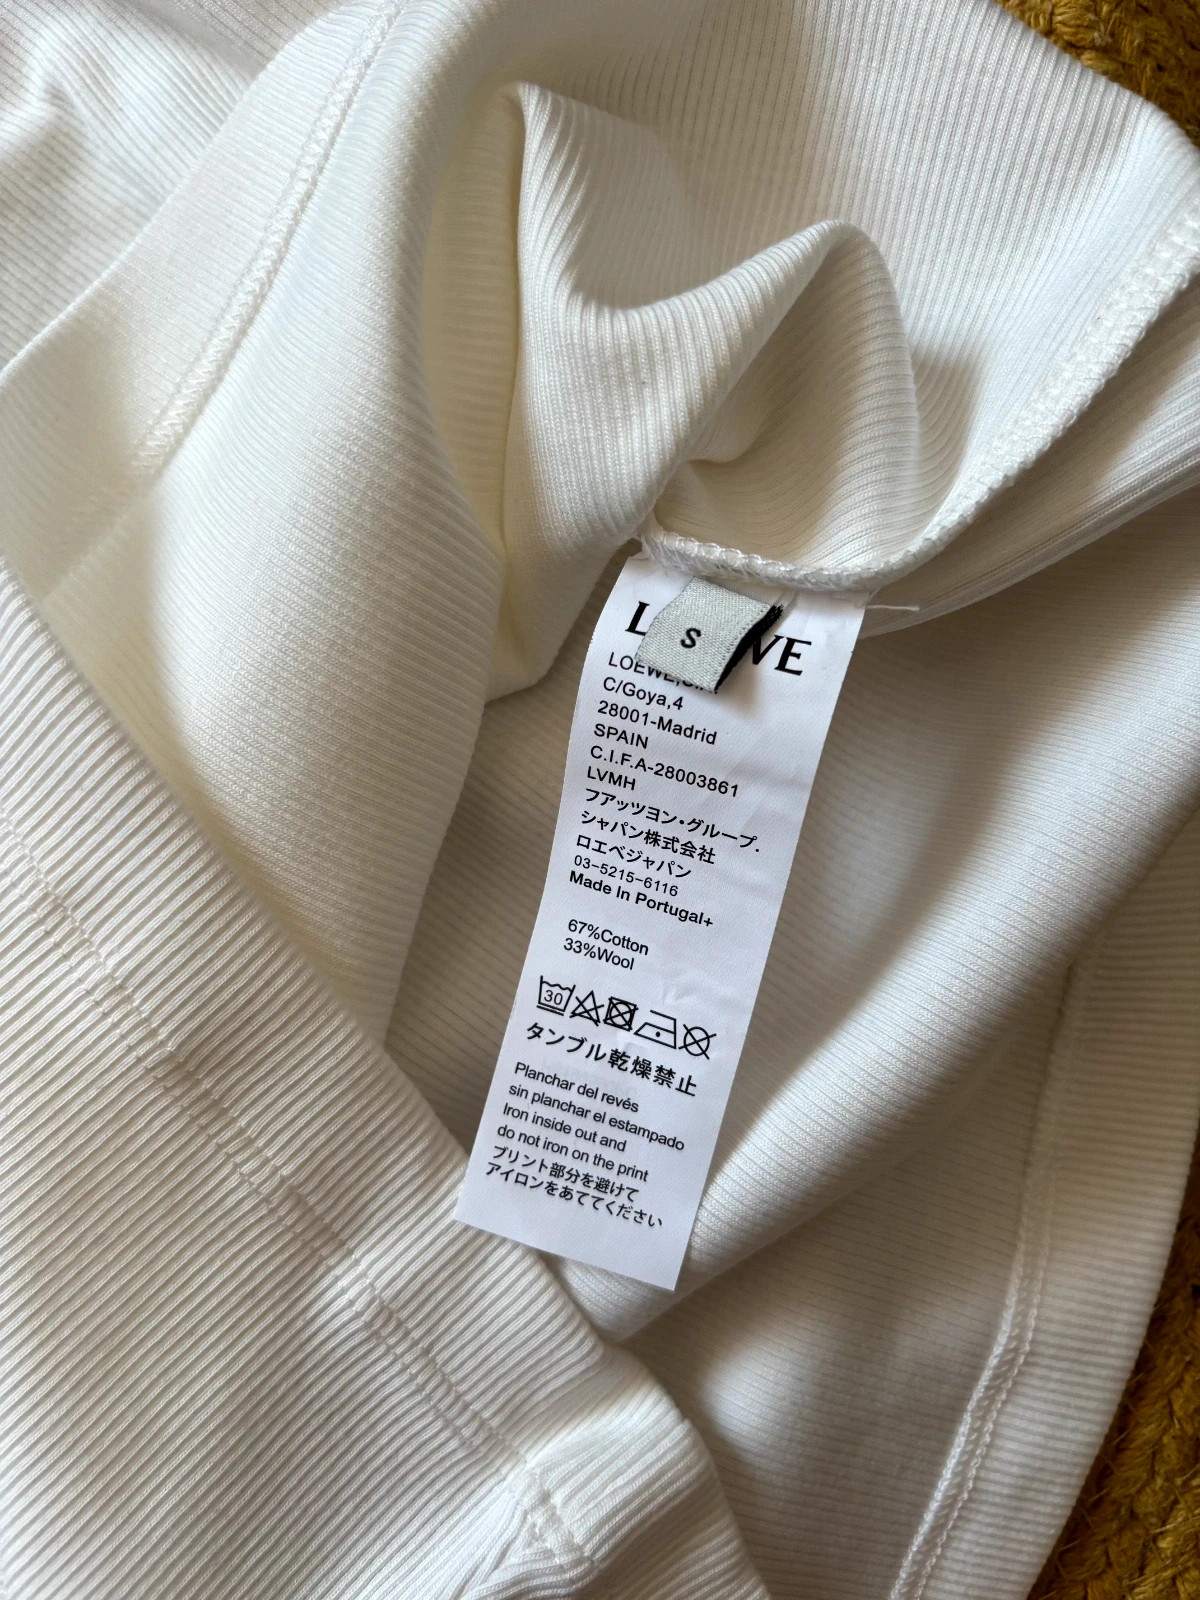 S
LOEWE
C/Goya,4
28001-Madrid
SPAIN
C.I.F.A-28003861
LVMH
フアッツヨン・グループ.
シャパン株式会社
ロエベジャパン
03-5215-6116
Made In Portugal+
67%Cotton
33%Wool
30
タンブル乾燥禁止
Planchar del revés
sin planchar el estampado
Iron inside out and
do not iron on the print
プリント部分を避けて
アイロンをあててください